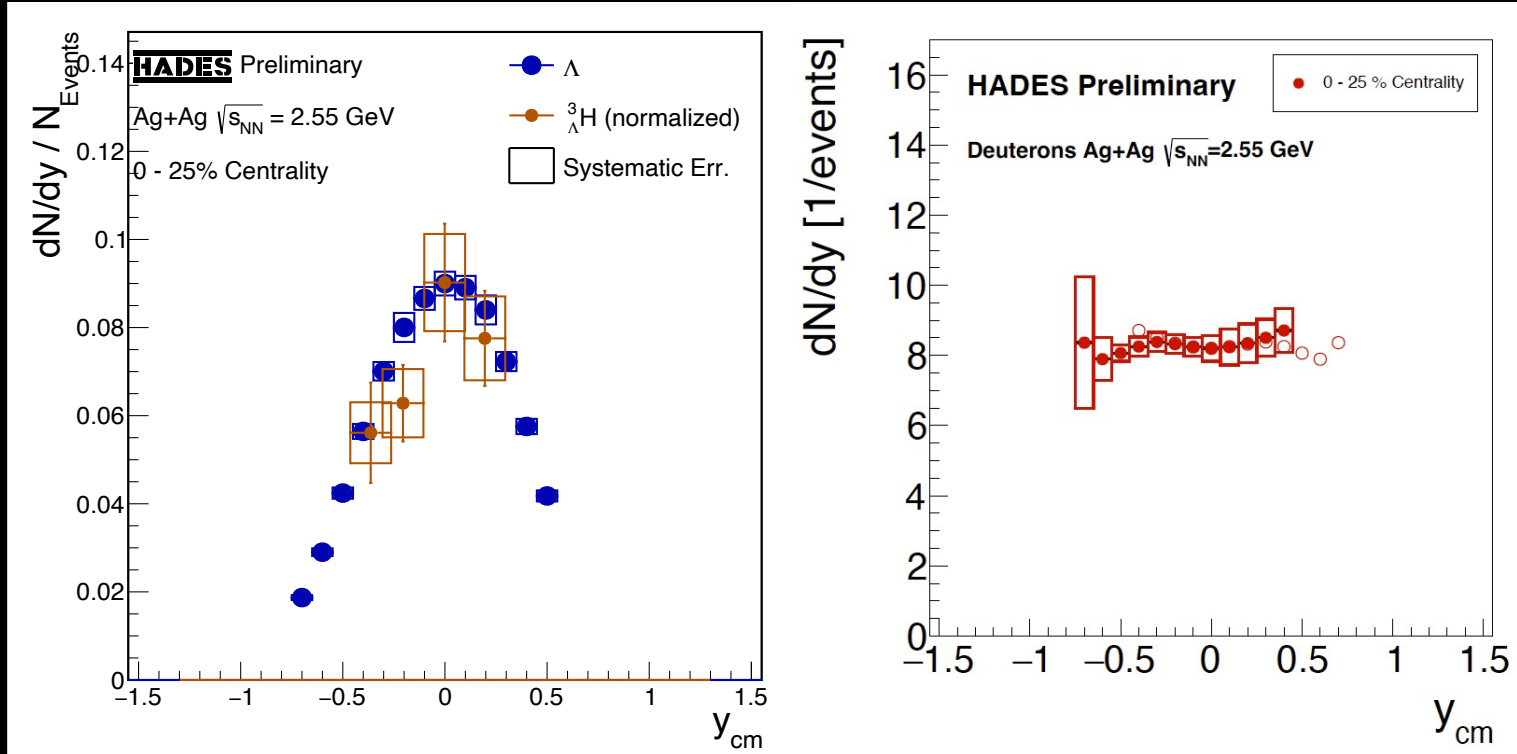 HADES Preliminary
Ag+Ag √s_NN = 2.55 GeV
0 - 25% Centrality
Λ
³_ΛH (normalized)
Systematic Err.
dN/dy / N_Events
0.14
0.12
0.1
0.08
0.06
0.04
0.02
0
−1.5 −1 −0.5 0 0.5 1 1.5
y_cm
HADES Preliminary
0 - 25 % Centrality
Deuterons Ag+Ag √s_NN=2.55 GeV
dN/dy [1/events]
16
14
12
10
8
6
4
2
0
−1.5 −1 −0.5 0 0.5 1 1.5
y_cm